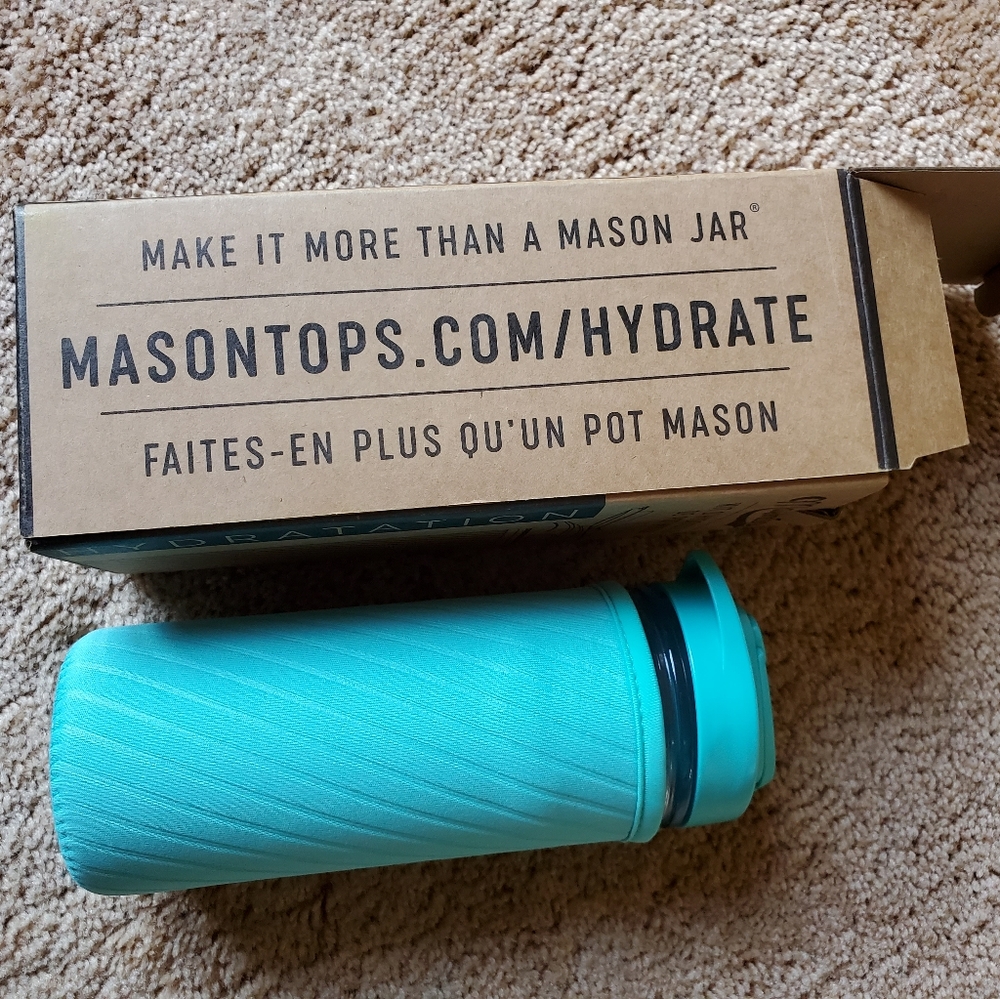 MAKE IT MORE THAN A MASON JAR®
MASONTOPS.COM/HYDRATE
FAITES-EN PLUS QU'UN POT MASON
HYDRATATION